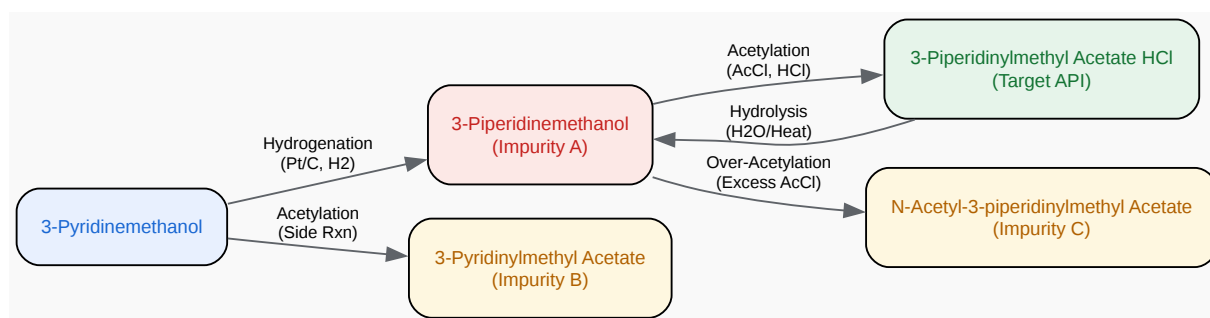 3-Pyridinemethanol
Hydrogenation
(Pt/C, H2)
Acetylation
(Side Rxn)
3-Piperidinemethanol
(Impurity A)
3-Pyridinylmethyl Acetate
(Impurity B)
Acetylation
(AcCl, HCl)
Hydrolysis
(H2O/Heat)
Over-Acetylation
(Excess AcCl)
3-Piperidinylmethyl Acetate HCl
(Target API)
N-Acetyl-3-piperidinylmethyl Acetate
(Impurity C)